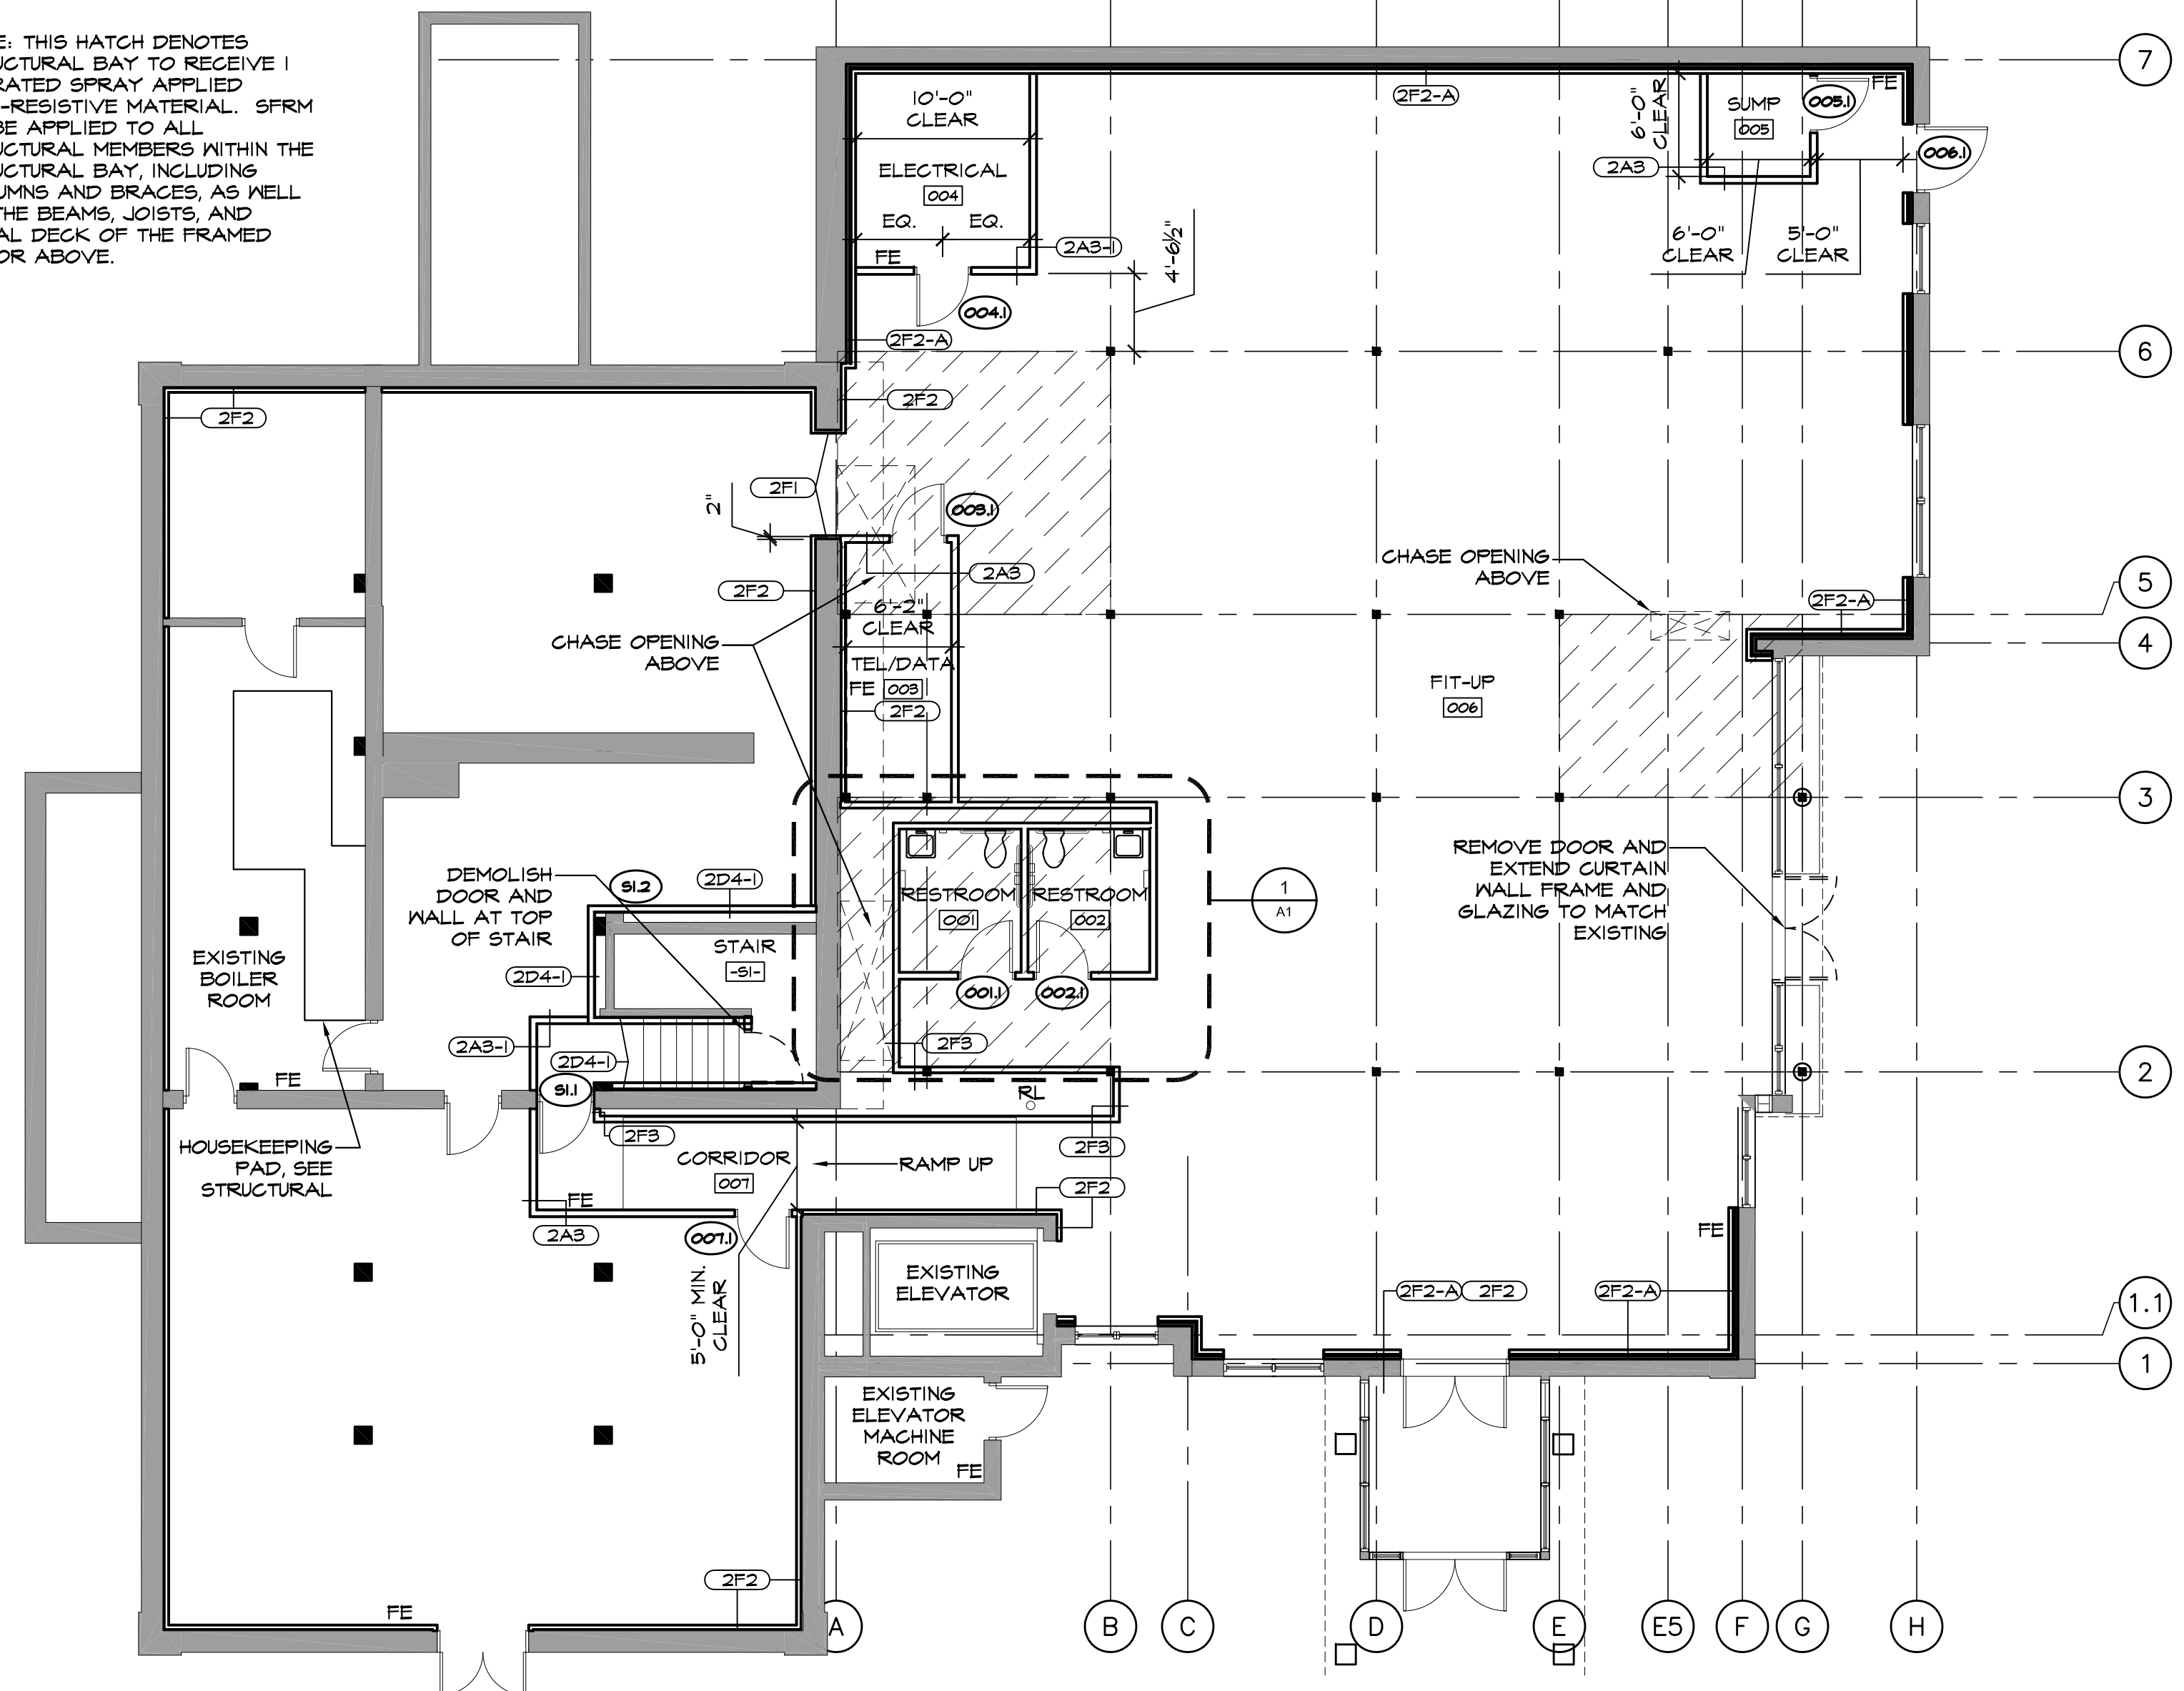 E: THIS HATCH DENOTES
UCTURAL BAY TO RECEIVE 1
RATED SPRAY APPLIED
-RESISTIVE MATERIAL. SFRM
BE APPLIED TO ALL
UCTURAL MEMBERS WITHIN THE
UCTURAL BAY, INCLUDING
UMNS AND BRACES, AS WELL
THE BEAMS, JOISTS, AND
AL DECK OF THE FRAMED
OR ABOVE.
7
2F2-A
10'-0"
CLEAR
ELECTRICAL
004
EQ.
EQ.
FE
2A3-1
004.1
4'-6½"
6'-0"
CLEAR
SUMP
005
005.1
FE
006.1
2A3
6'-0"
CLEAR
5'-0"
CLEAR
2F2-A
6
2F2
2F2
2F1
2"
003.1
2A3
2F2
CHASE OPENING
ABOVE
6'-2"
CLEAR
TEL/DATA
FE
003
2F2
CHASE OPENING
ABOVE
5
2F2-A
4
FIT-UP
006
3
REMOVE DOOR AND
EXTEND CURTAIN
WALL FRAME AND
GLAZING TO MATCH
EXISTING
1
A1
RESTROOM
001
RESTROOM
002
001.1
002.1
2F3
DEMOLISH
DOOR AND
WALL AT TOP
OF STAIR
S1.2
2D4-1
STAIR
-S1-
2D4-1
EXISTING
BOILER
ROOM
2A3-1
2D4-1
S1.1
FE
2
RL
HOUSEKEEPING
PAD, SEE
STRUCTURAL
2F3
2F3
CORRIDOR
007
RAMP UP
2F2
FE
2A3
007.1
5'-0" MIN.
CLEAR
EXISTING
ELEVATOR
FE
2F2-A
2F2
2F2-A
1.1
1
EXISTING
ELEVATOR
MACHINE
ROOM
FE
2F2
FE
A
B
C
D
E
E5
F
G
H